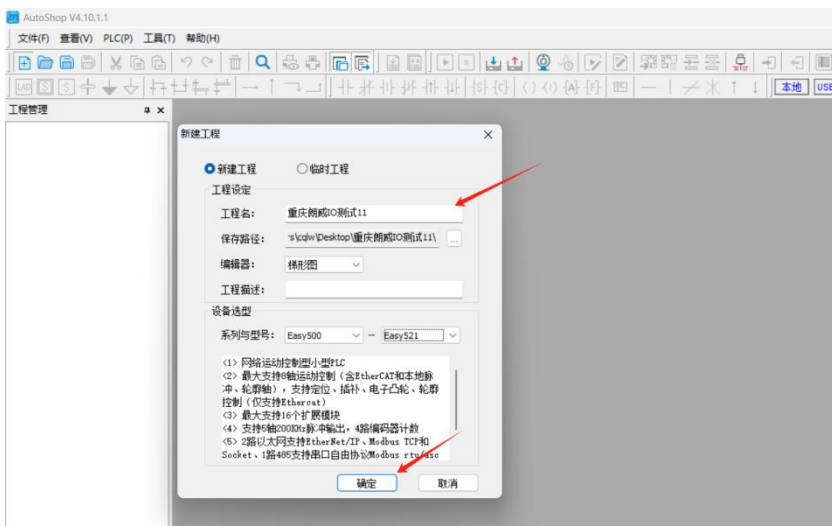 AutoShop V4.10.1.1
文件(F) 查看(V) PLC(P) 工具(T) 帮助(H)
LAD S S
S C A F 本地 USB
工程管理
新建工程
新建工程 临时工程
工程设定
工程名: 重庆朗威IO测试11
保存路径: 's\cqlw\Desktop\重庆朗威IO测试11\ ...
编辑器: 梯形图
工程描述:
设备选型
系列与型号: Easy500 -- Easy521
<1> 网络运动控制型小型PLC
<2> 最大支持8轴运动控制（含EtherCAT和本地脉
冲、轮廓轴），支持定位、插补、电子凸轮、轮廓
控制（仅支持Ethercat）
<3> 最大支持16个扩展模块
<4> 支持5轴200KHz脉冲输出，4路编码器计数
<5> 2路以太网支持EtherNet/IP、Modbus TCP和
Socket、1路485支持串口自由协议Modbus rtu/asc
确定 取消